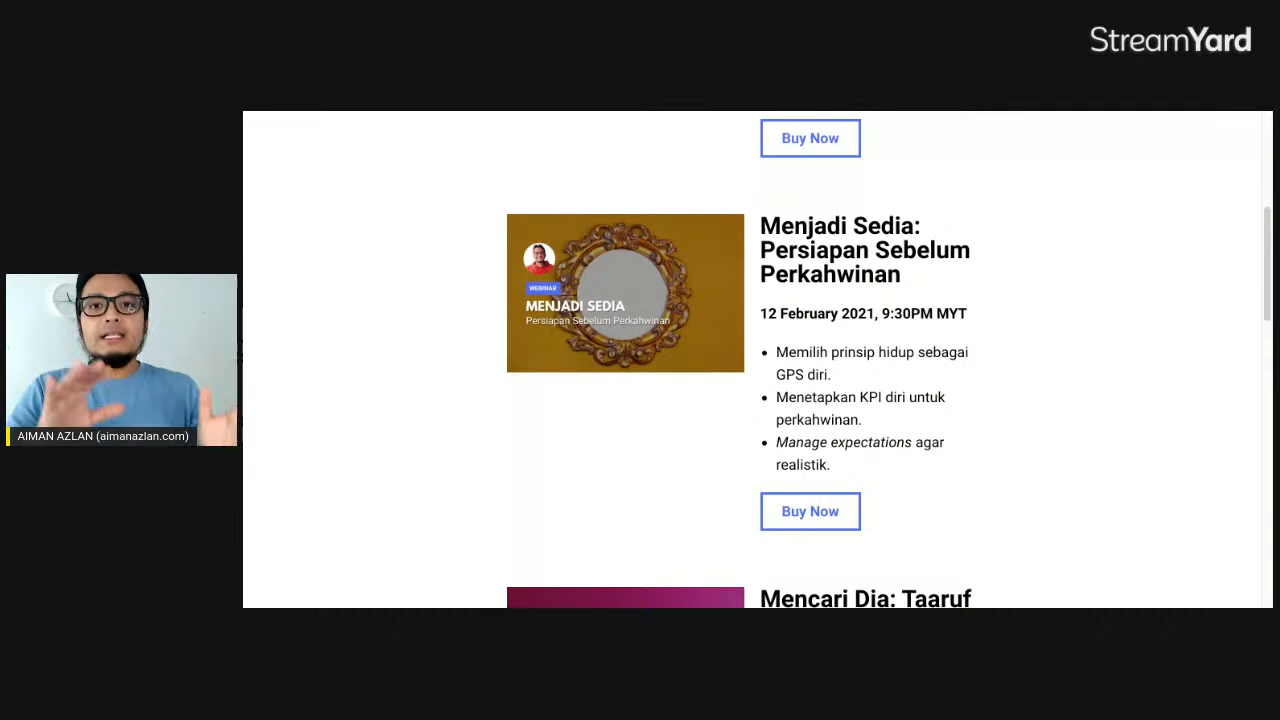 StreamYard
Buy Now
WEBINAR
MENJADI SEDIA
Persiapan Sebelum Perkahwinan
Menjadi Sedia:
Persiapan Sebelum
Perkahwinan
12 February 2021, 9:30PM MYT
• Memilih prinsip hidup sebagai
GPS diri.
• Menetapkan KPI diri untuk
perkahwinan.
• Manage expectations agar
realistik.
Buy Now
Mencari Dia: Taaruf
AIMAN AZLAN (aimanazlan.com)